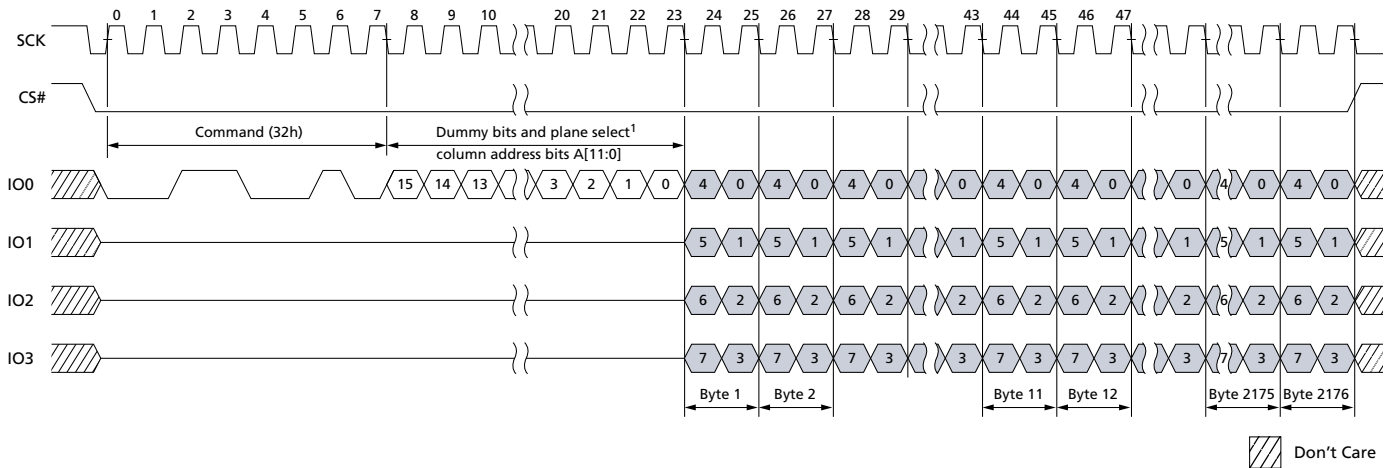 0 1 2 3 4 5 6 7 8 9 10 20 21 22 23 24 25 26 27 28 29 43 44 45 46 47
SCK
CS#
Command (32h)
Dummy bits and plane select1
column address bits A[11:0]
IO0 15 14 13 3 2 1 0 4 0 4 0 4 0 0 4 0 4 0 0 4 0 4 0
IO1 5 1 5 1 5 1 1 5 1 5 1 1 5 1 5 1
IO2 6 2 6 2 6 2 2 6 2 6 2 2 6 2 6 2
IO3 7 3 7 3 7 3 3 7 3 7 3 3 7 3 7 3
Byte 1 Byte 2 Byte 11 Byte 12 Byte 2175 Byte 2176
Don't Care